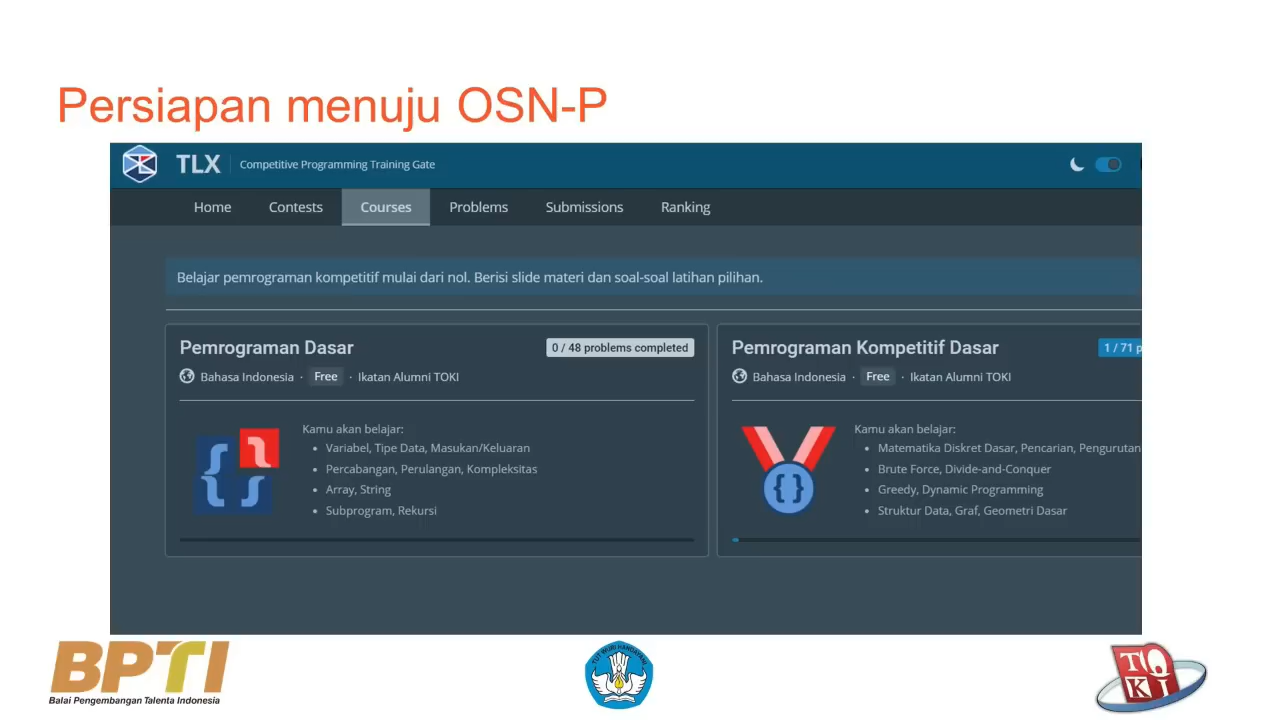 Persiapan menuju OSN-P
TLX
Competitive Programming Training Gate
Home
Contests
Courses
Problems
Submissions
Ranking
Belajar pemrograman kompetitif mulai dari nol. Berisi slide materi dan soal-soal latihan pilihan.
Pemrograman Dasar
0 / 48 problems completed
Bahasa Indonesia · Free · Ikatan Alumni TOKI
Kamu akan belajar:
• Variabel, Tipe Data, Masukan/Keluaran
• Percabangan, Perulangan, Kompleksitas
• Array, String
• Subprogram, Rekursi
Pemrograman Kompetitif Dasar
1 / 71 p
Bahasa Indonesia · Free · Ikatan Alumni TOKI
Kamu akan belajar:
• Matematika Diskret Dasar, Pencarian, Pengurutan
• Brute Force, Divide-and-Conquer
• Greedy, Dynamic Programming
• Struktur Data, Graf, Geometri Dasar
BPTI
Balai Pengembangan Talenta Indonesia
TUT WURI HANDAYANI
TOKI